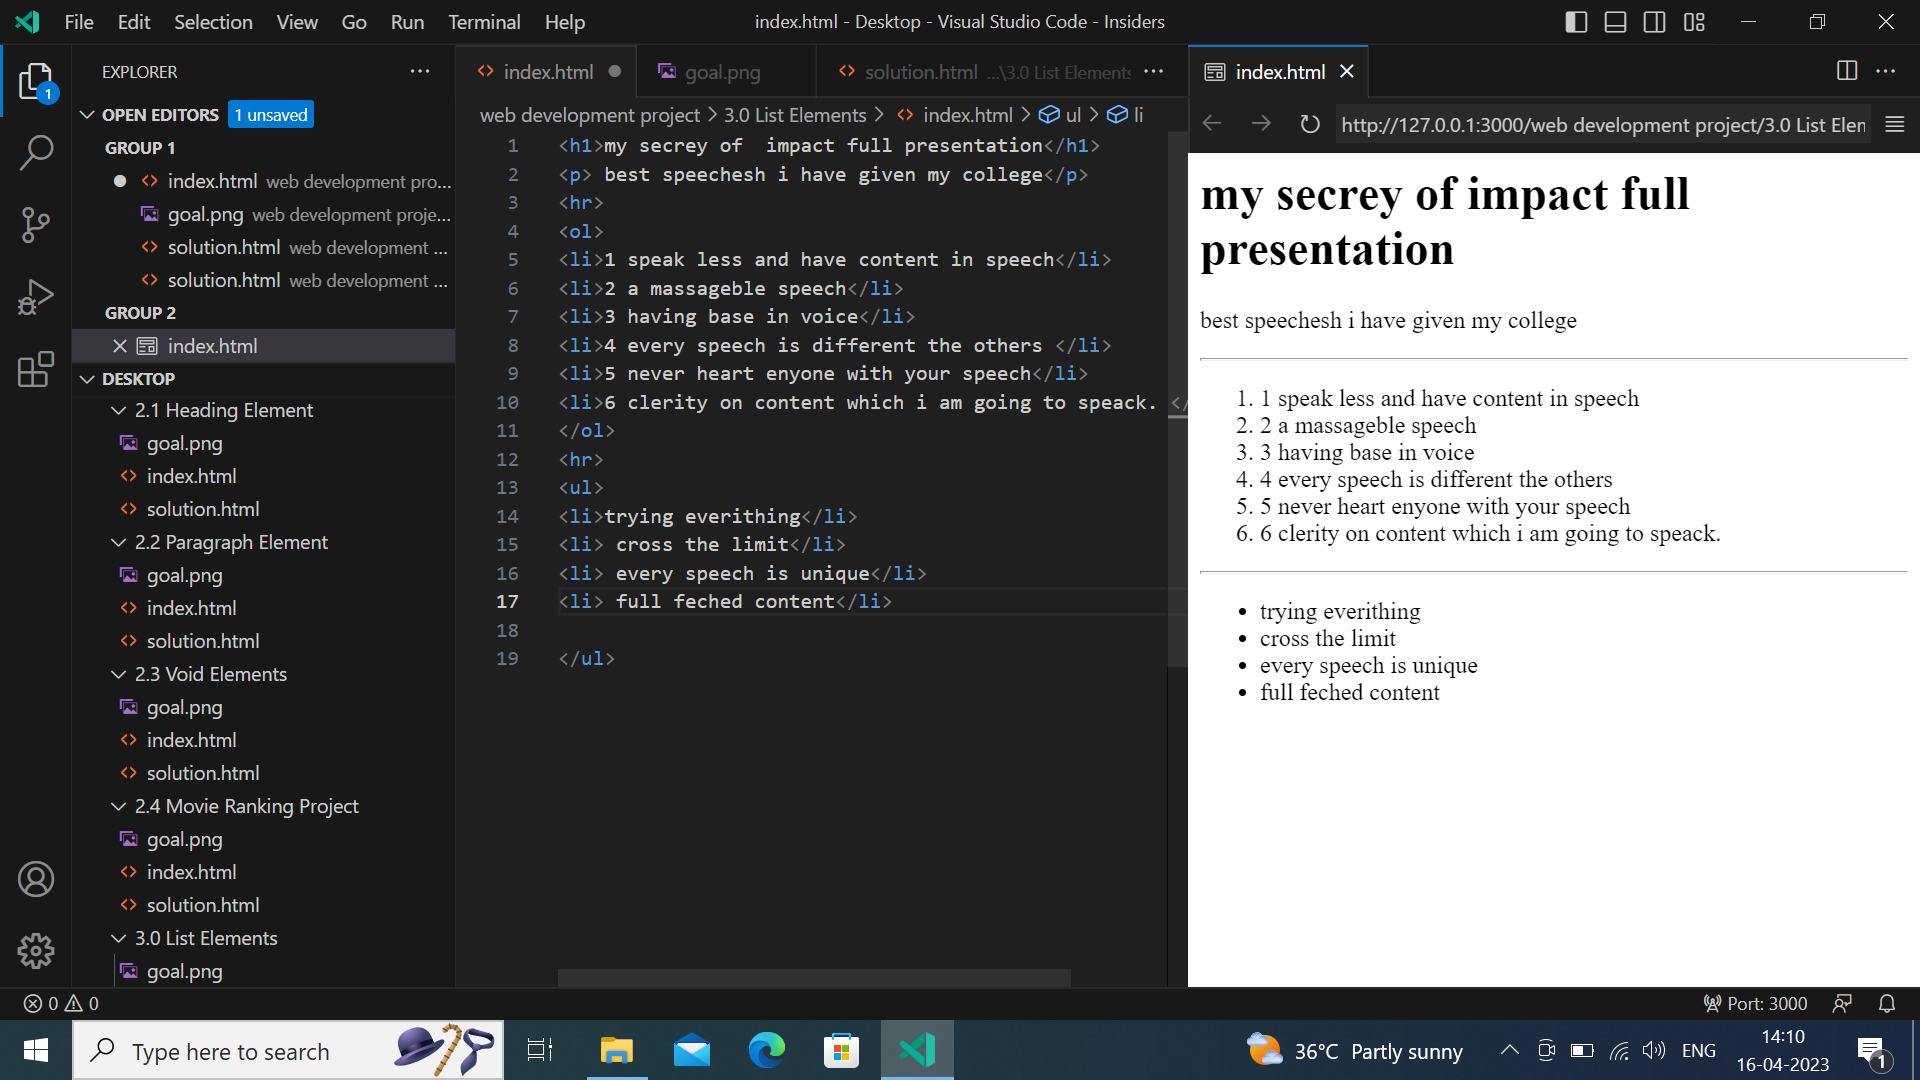 File Edit Selection View Go Run Terminal Help
index.html - Desktop - Visual Studio Code - Insiders
1
EXPLORER
OPEN EDITORS 1 unsaved
GROUP 1
index.html web development pro...
goal.png web development proje...
solution.html web development ...
solution.html web development ...
GROUP 2
index.html
DESKTOP
2.1 Heading Element
goal.png
index.html
solution.html
2.2 Paragraph Element
goal.png
index.html
solution.html
2.3 Void Elements
goal.png
index.html
solution.html
2.4 Movie Ranking Project
goal.png
index.html
solution.html
3.0 List Elements
goal.png
index.html goal.png solution.html ...\3.0 List Elements
web development project > 3.0 List Elements > index.html > ul > li
1 <h1>my secrey of  impact full presentation</h1>
2 <p> best speechesh i have given my college</p>
3 <hr>
4 <ol>
5 <li>1 speak less and have content in speech</li>
6 <li>2 a massageble speech</li>
7 <li>3 having base in voice</li>
8 <li>4 every speech is different the others </li>
9 <li>5 never heart enyone with your speech</li>
10 <li>6 clerity on content which i am going to speack. </
11 </ol>
12 <hr>
13 <ul>
14 <li>trying everithing</li>
15 <li> cross the limit</li>
16 <li> every speech is unique</li>
17 <li> full feched content</li>
18
19 </ul>
index.html
http://127.0.0.1:3000/web development project/3.0 List Elem
my secrey of impact full
presentation
best speechesh i have given my college
1. 1 speak less and have content in speech
2. 2 a massageble speech
3. 3 having base in voice
4. 4 every speech is different the others
5. 5 never heart enyone with your speech
6. 6 clerity on content which i am going to speack.
• trying everithing
• cross the limit
• every speech is unique
• full feched content
0 0
Port: 3000
Type here to search
36°C Partly sunny
ENG
14:10
16-04-2023
1